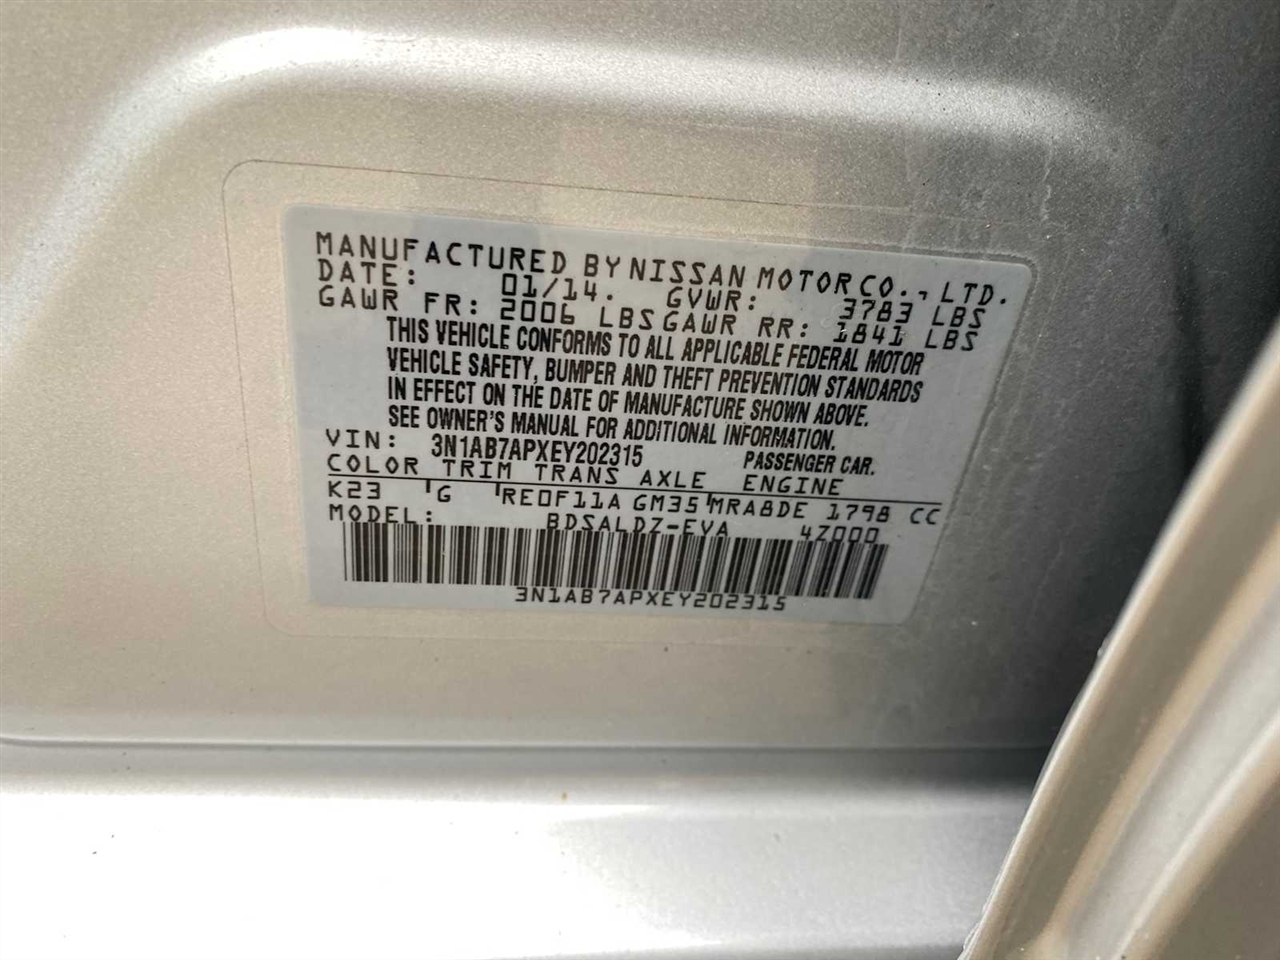 MANUFACTURED BY NISSAN MOTOR CO., LTD.
DATE: 01/14. GVWR: 3783 LBS
GAWR FR: 2006 LBS GAWR RR: 1841 LBS
THIS VEHICLE CONFORMS TO ALL APPLICABLE FEDERAL MOTOR
VEHICLE SAFETY, BUMPER AND THEFT PREVENTION STANDARDS
IN EFFECT ON THE DATE OF MANUFACTURE SHOWN ABOVE.
SEE OWNER'S MANUAL FOR ADDITIONAL INFORMATION.
VIN: 3N1AB7APXEY202315 PASSENGER CAR.
COLOR TRIM TRANS AXLE ENGINE
K23 G RE0F11A GM35 MRA8DE 1798 CC
MODEL: BDSALDZ-EVA 4Z000
3N1AB7APXEY202315